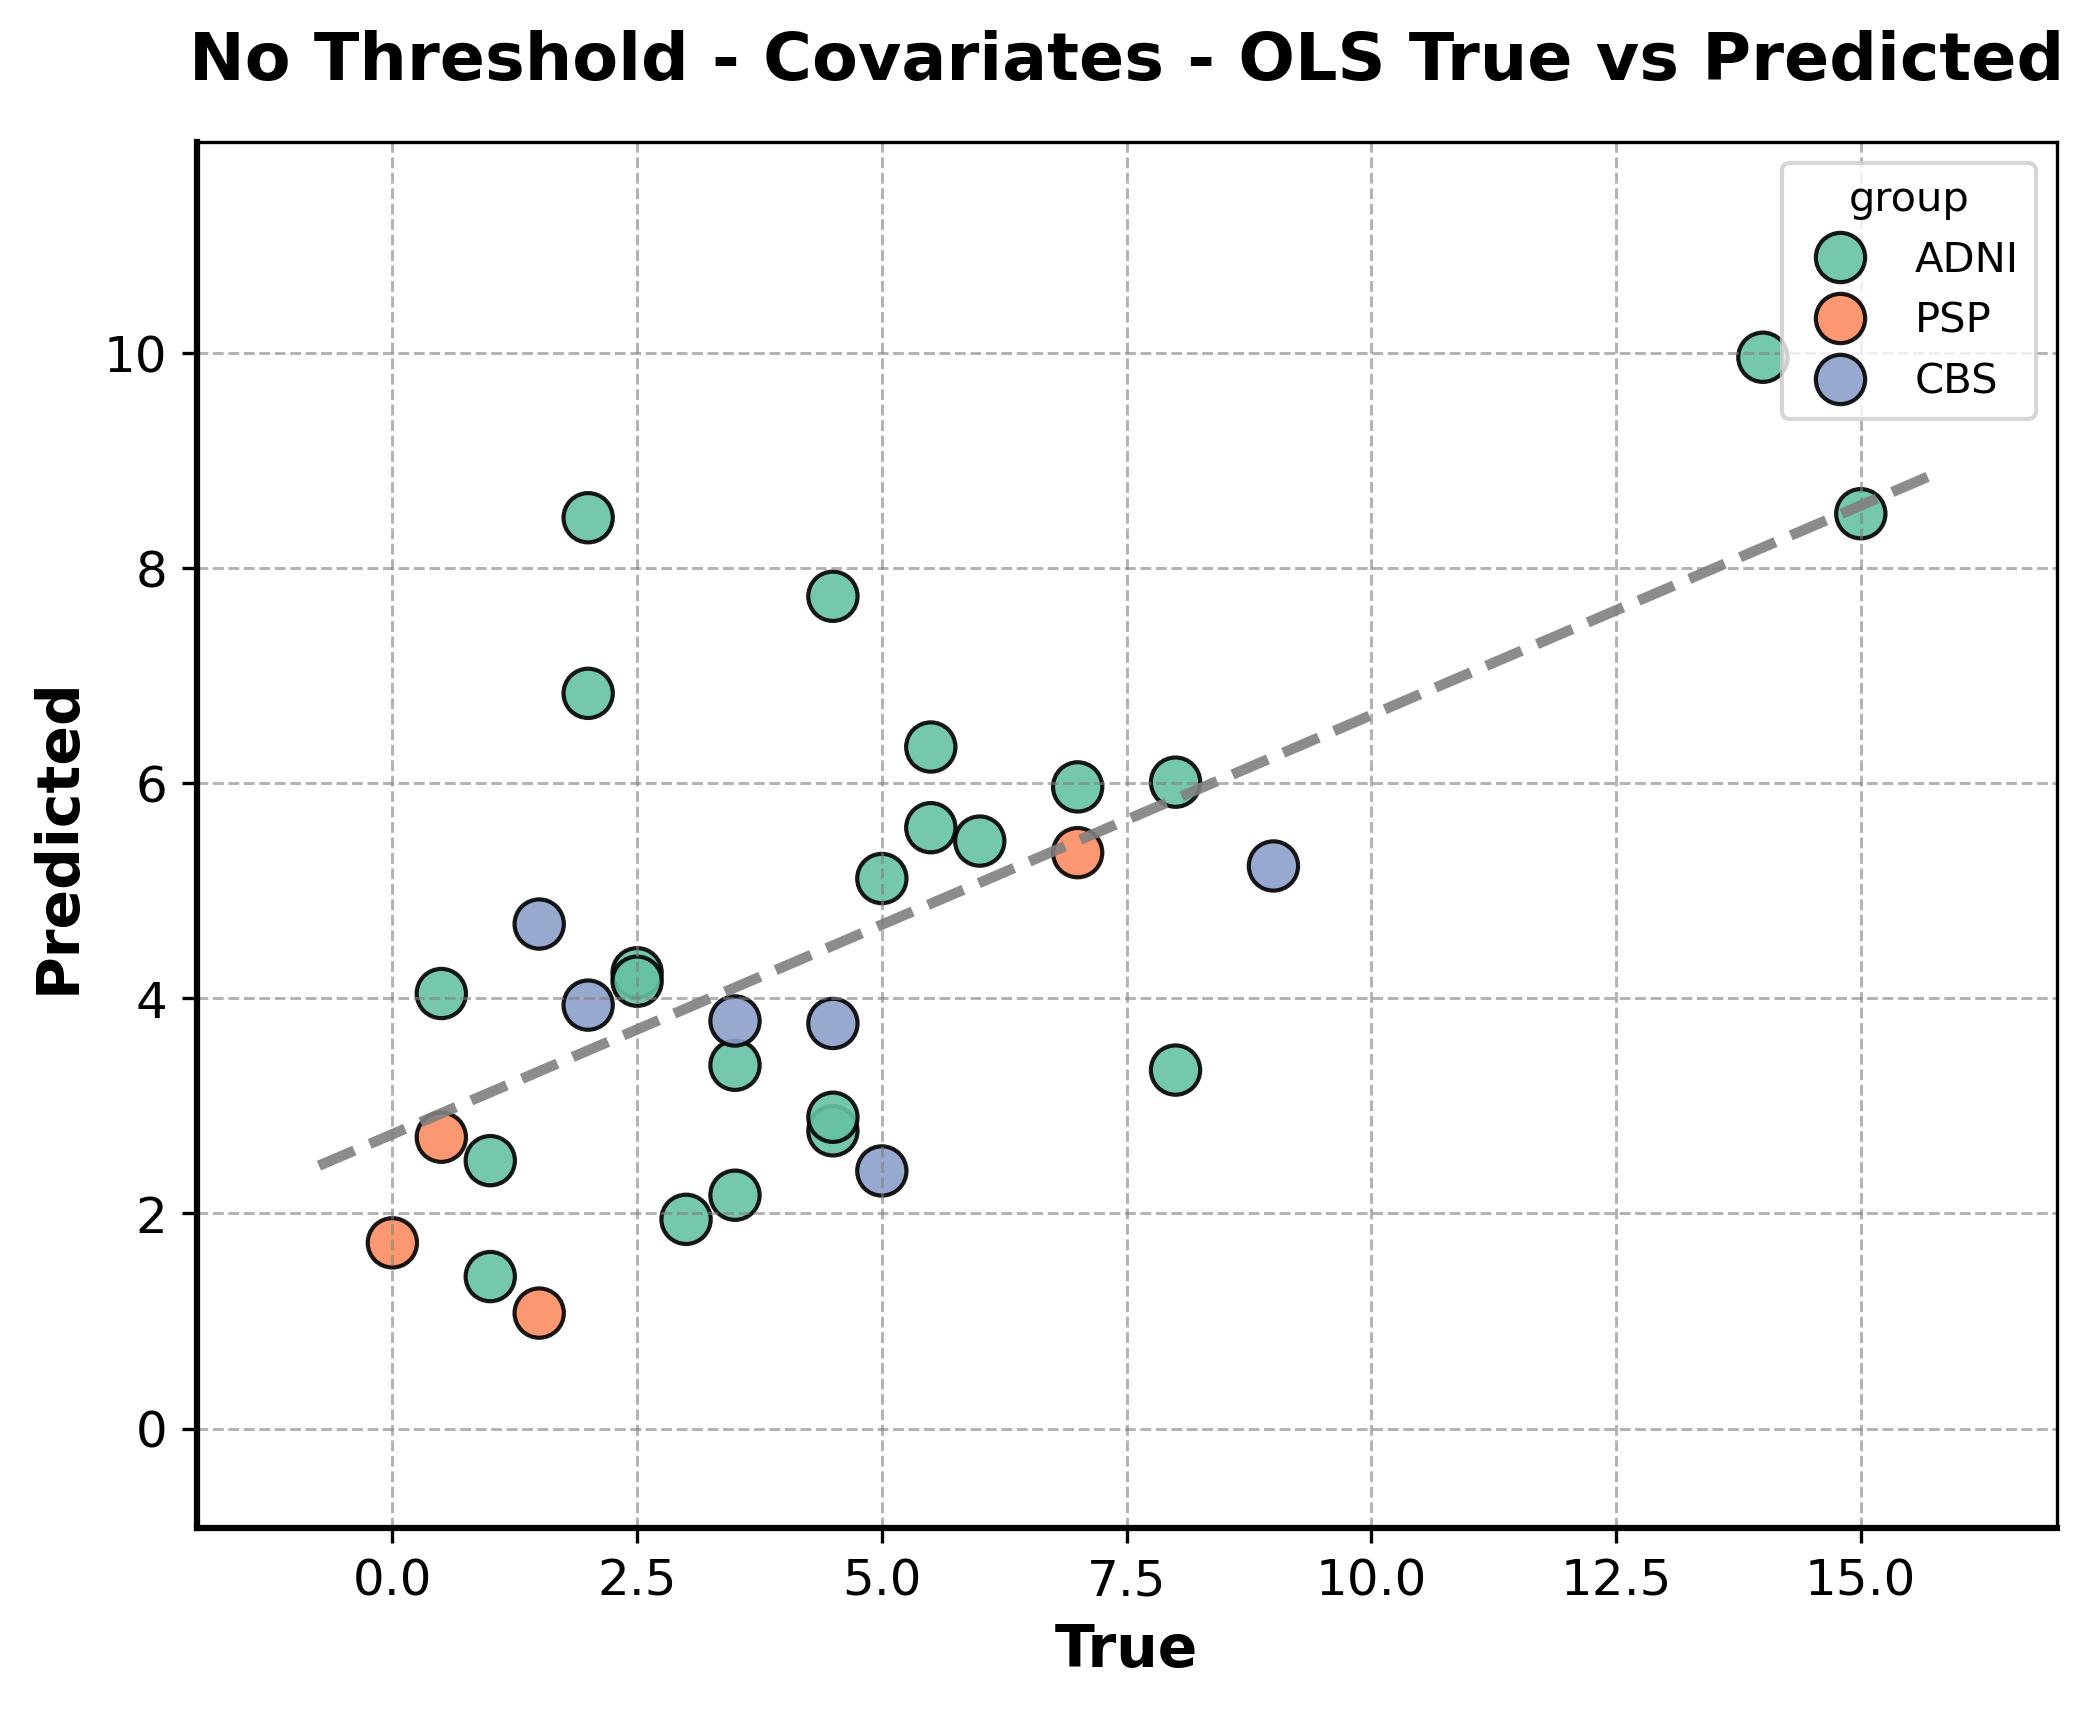 No Threshold - Covariates - OLS True vs Predicted
group
ADNI
PSP
CBS
10
8
6
4
2
0
Predicted
0.0 2.5 5.0 7.5 10.0 12.5 15.0
True